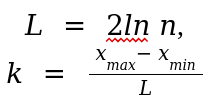 L = 2ln n,
k = (x_max − x_min) / L